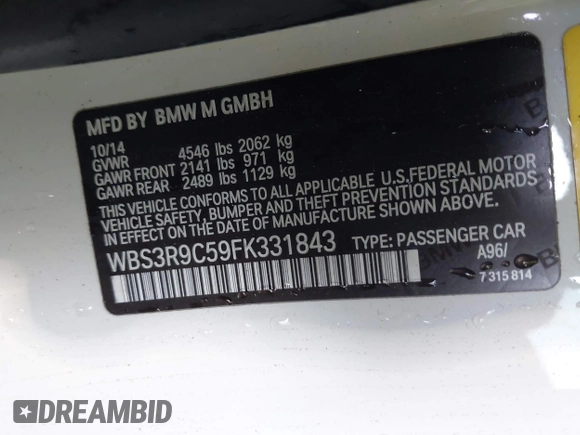 MFD BY BMW M GMBH
10/14
GVWR 4546 lbs 2062 kg
GAWR FRONT 2141 lbs 971 kg
GAWR REAR 2489 lbs 1129 kg
THIS VEHICLE CONFORMS TO ALL APPLICABLE U.S.FEDERAL MOTOR
VEHICLE SAFETY, BUMPER AND THEFT PREVENTION STANDARDS
IN EFFECT ON THE DATE OF MANUFACTURE SHOWN ABOVE.
WBS3R9C59FK331843 TYPE: PASSENGER CAR
A96/
7 315 814
DREAMBID